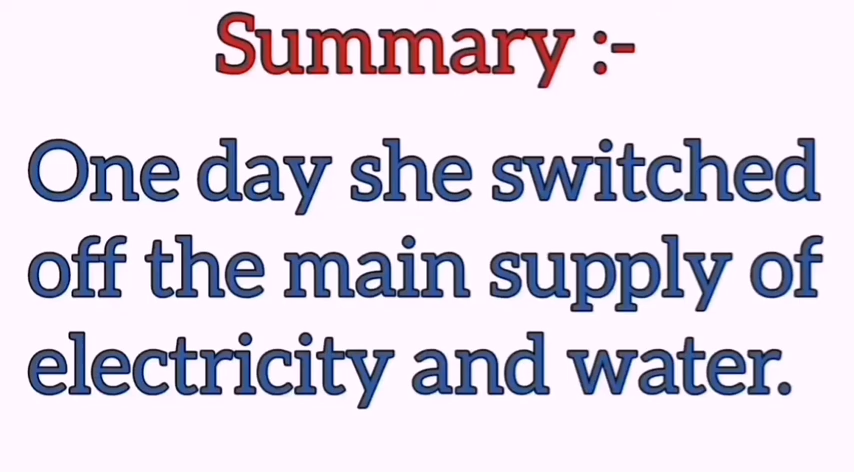 Summary :-
One day she switched
off the main supply of
electricity and water.